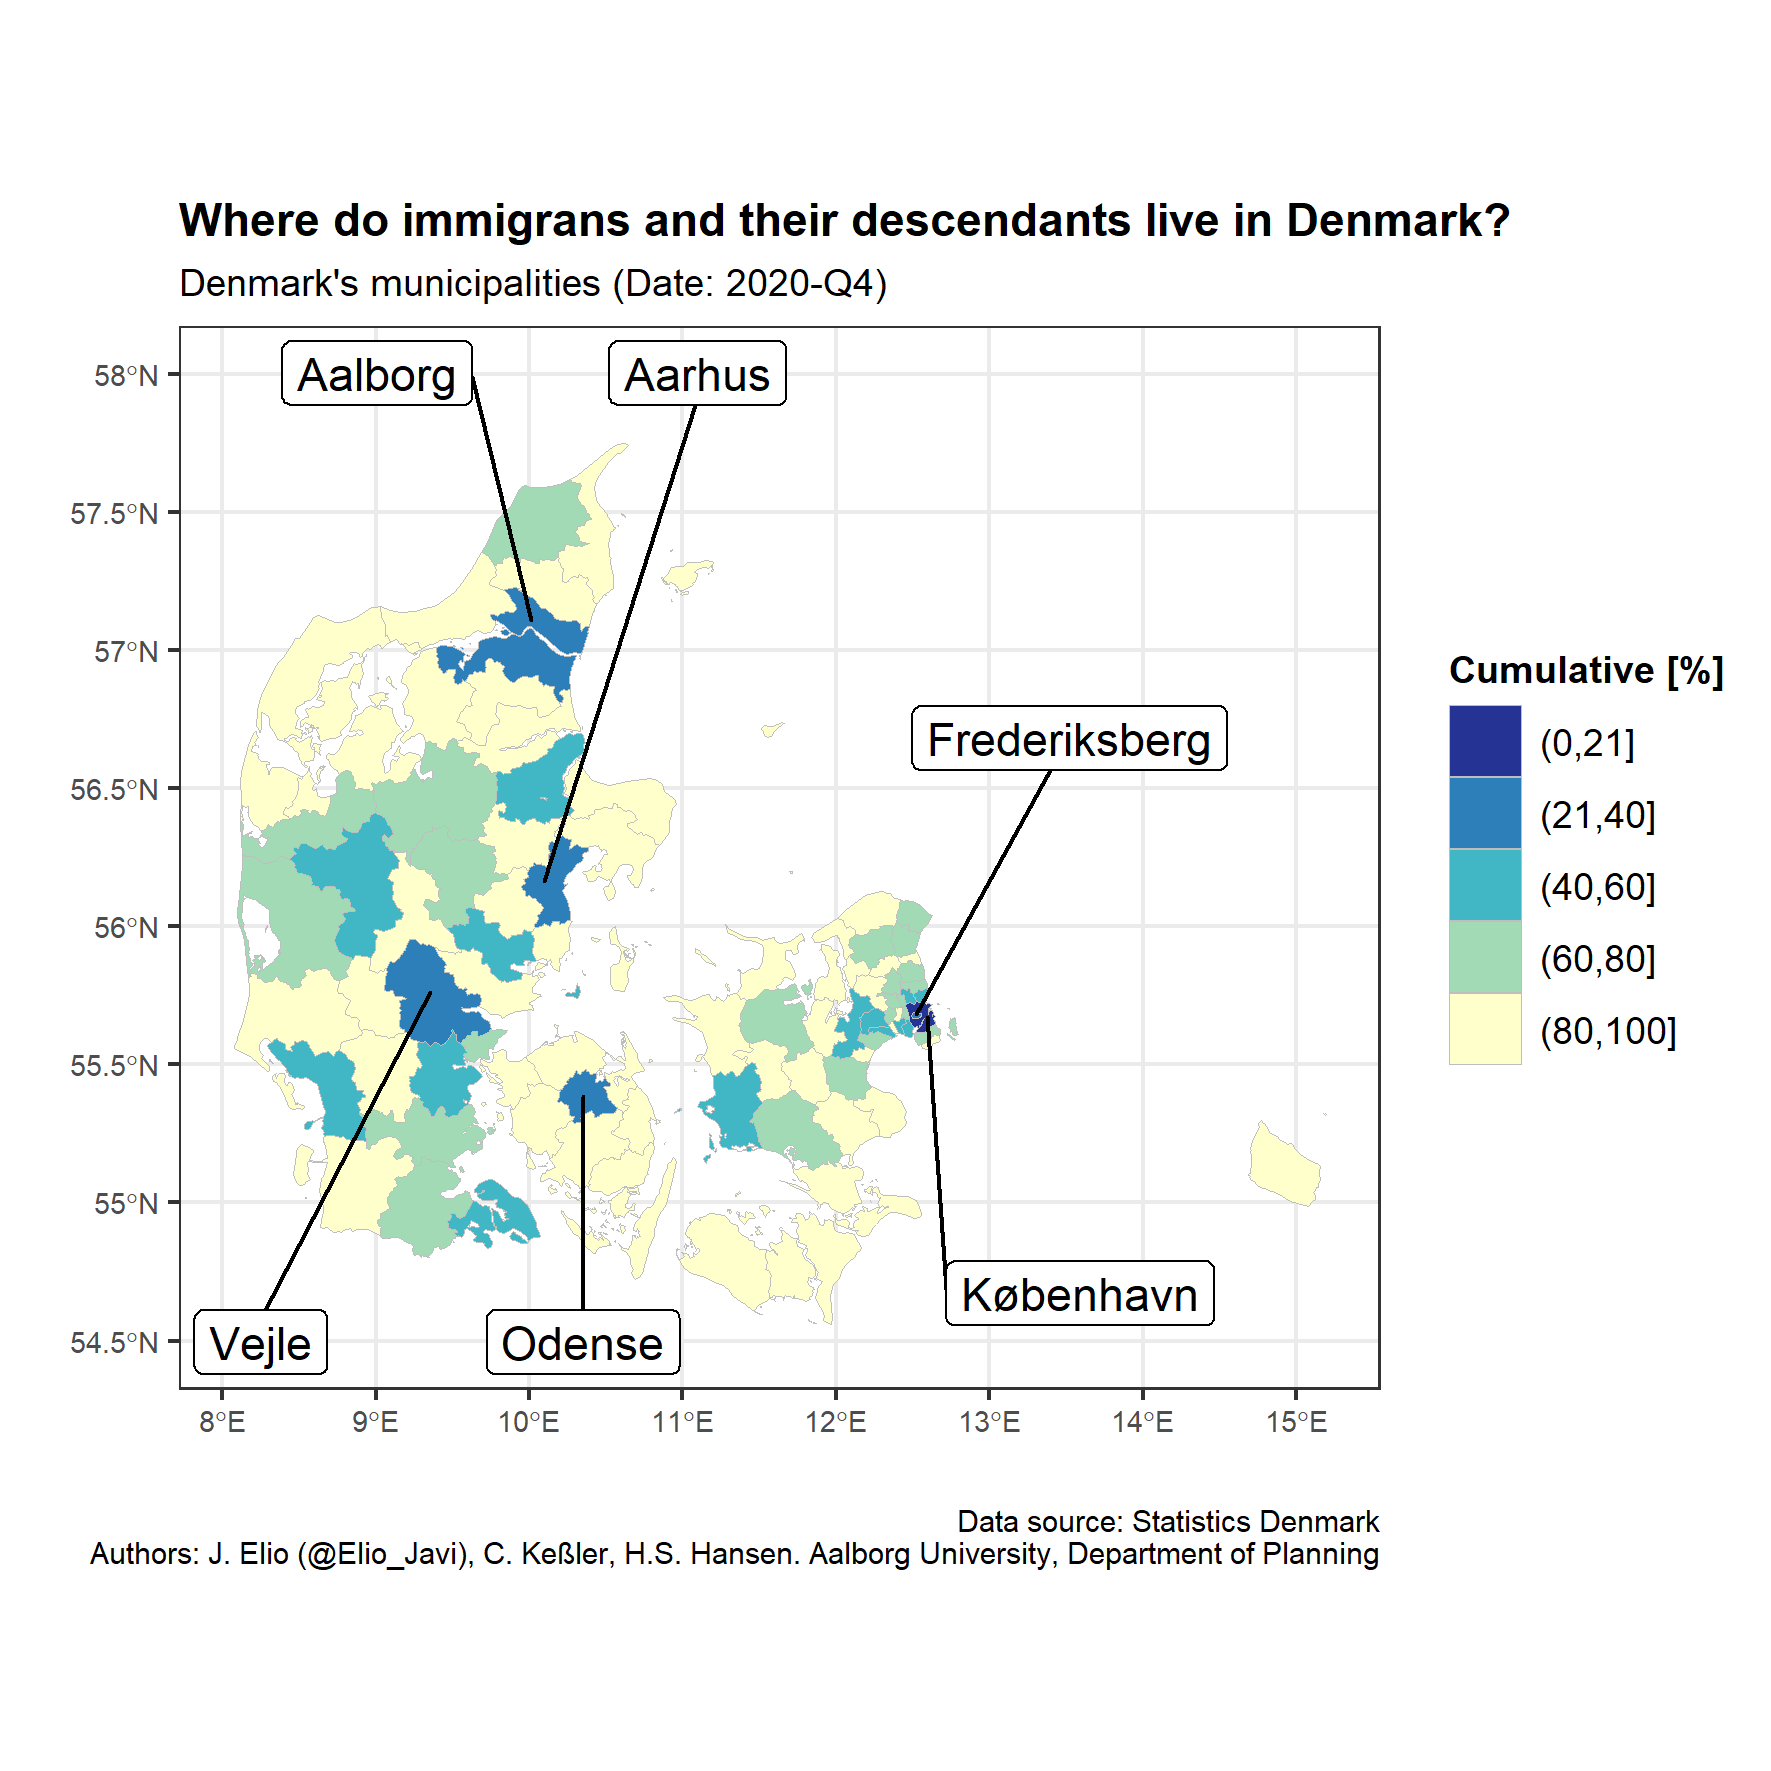 Where do immigrans and their descendants live in Denmark?
Denmark's municipalities (Date: 2020-Q4)
Aalborg
Aarhus
Frederiksberg
København
Vejle
Odense
58°N
57.5°N
57°N
56.5°N
56°N
55.5°N
55°N
54.5°N
8°E
9°E
10°E
11°E
12°E
13°E
14°E
15°E
Cumulative [%]
(0,21]
(21,40]
(40,60]
(60,80]
(80,100]
Data source: Statistics Denmark
Authors: J. Elio (@Elio_Javi), C. Keßler, H.S. Hansen. Aalborg University, Department of Planning